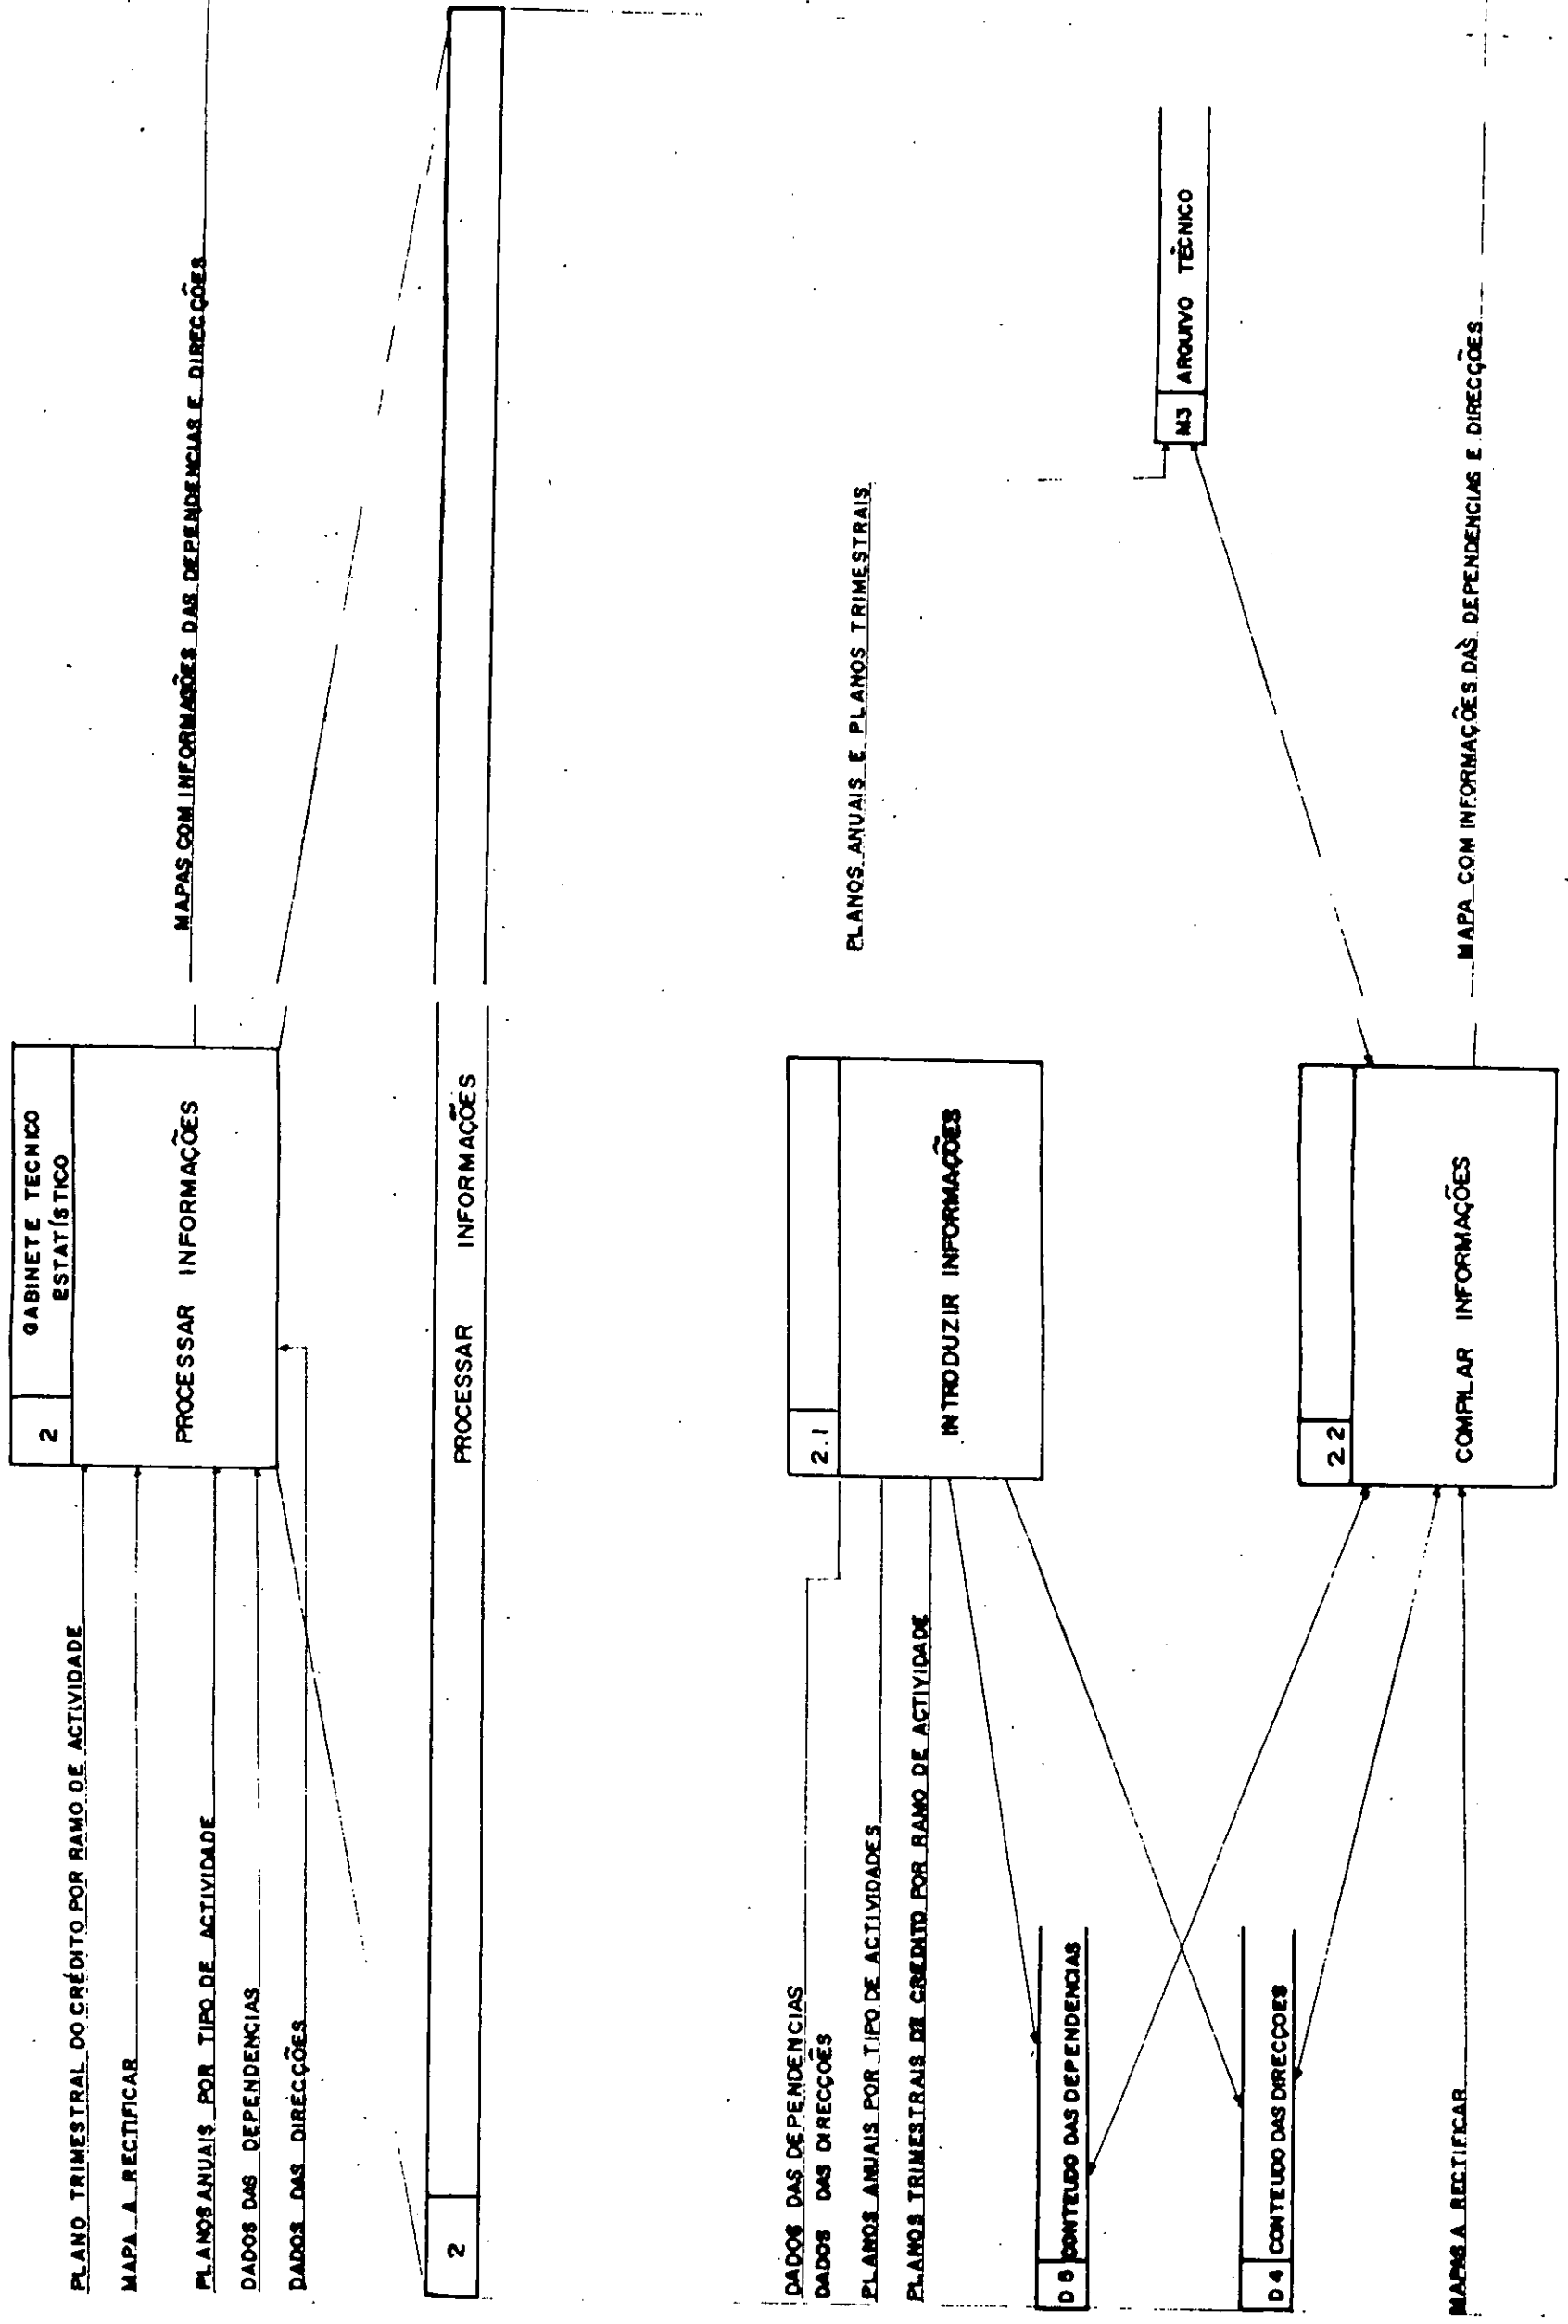 2
GABINETE TECNICO
ESTATÍSTICO
PROCESSAR INFORMAÇÕES
PLANO TRIMESTRAL DO CRÉDITO POR RAMO DE ACTIVIDADE
MAPA A RECTIFICAR
PLANOS ANUAIS POR TIPO DE ACTIVIDADE
DADOS DAS DEPENDENCIAS
DADOS DAS DIRECÇÕES
MAPAS COM INFORMAÇÕES DAS DEPENDENCIAS E DIRECÇÕES
2
PROCESSAR INFORMAÇÕES
DADOS DAS DEPENDENCIAS
DADOS DAS DIRECÇÕES
PLANOS ANUAIS POR TIPO DE ACTIVIDADES
PLANOS TRIMESTRAIS DE CREDITO POR RAMO DE ACTIVIDADE
2.1
INTRODUZIR INFORMAÇÕES
PLANOS ANUAIS E PLANOS TRIMESTRAIS
D5 CONTEUDO DAS DEPENDENCIAS
D4 CONTEUDO DAS DIRECÇOES
M3 ARQUIVO TÉCNICO
2.2
COMPILAR INFORMAÇÕES
MAPAS A RECTIFICAR
MAPA COM INFORMAÇÕES DAS DEPENDENCIAS E DIRECÇÕES